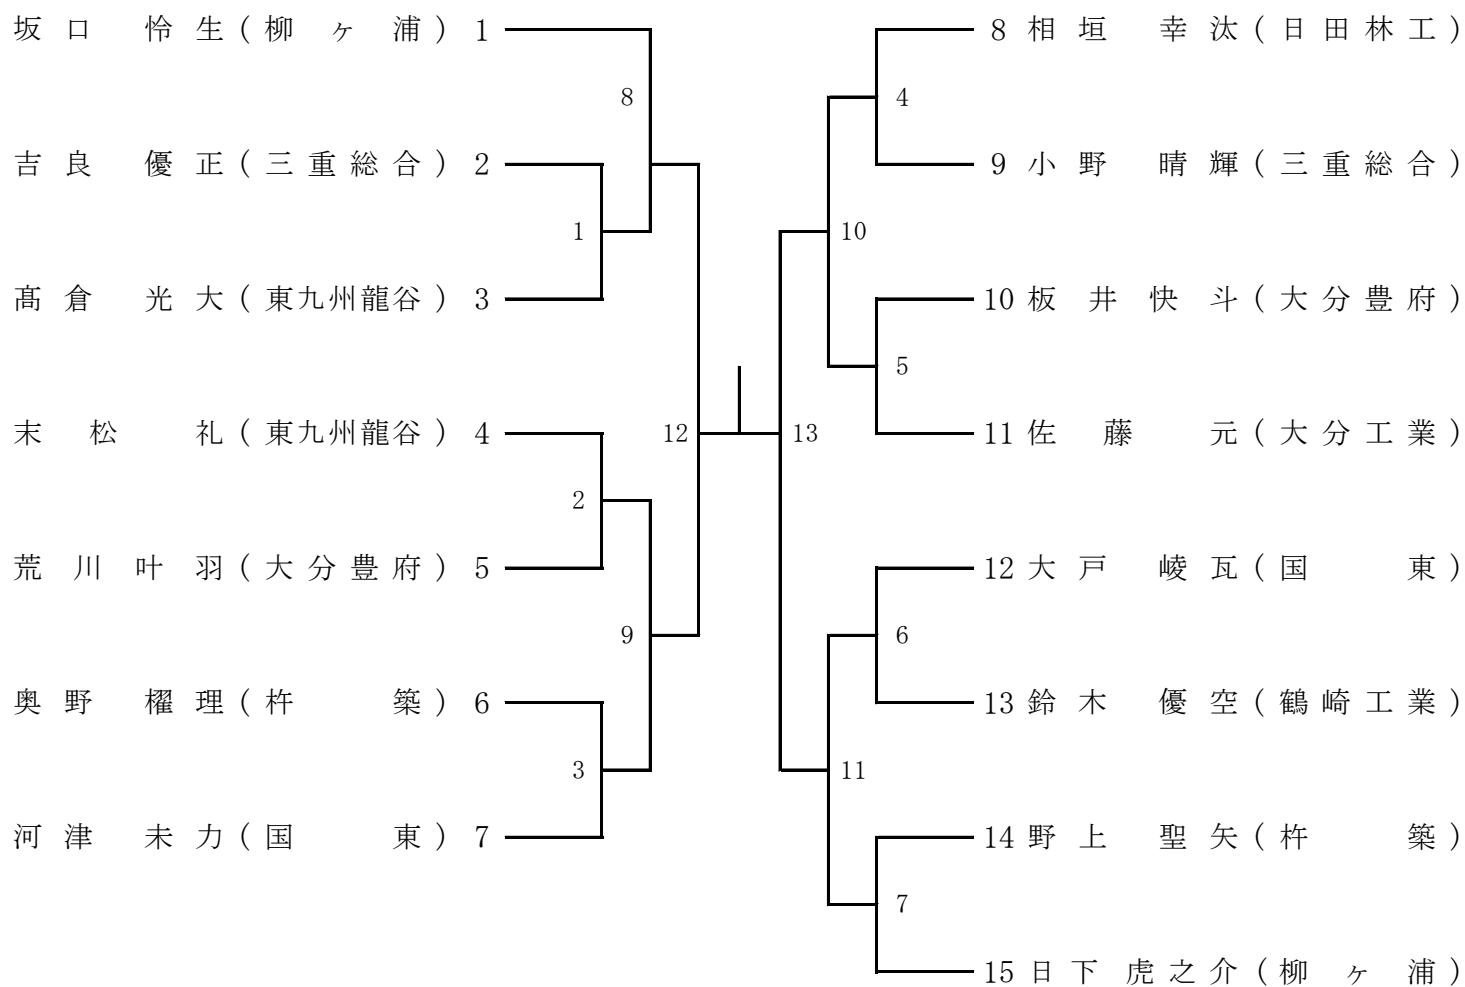 坂口 怜生(柳ヶ浦) 1
8
吉良 優正(三重総合) 2
1
髙倉 光大(東九州龍谷) 3
末松 礼(東九州龍谷) 4
12
2
荒川叶羽(大分豊府) 5
9
奥野 櫂理(杵築) 6
3
河津 未力(国東) 7
8 相垣 幸汰(日田林工)
4
9 小野 晴輝(三重総合)
10
10 板井快斗(大分豊府)
5
11 佐藤 元(大分工業)
13
12 大戸 崚瓦(国東)
6
13 鈴木 優空(鶴崎工業)
11
14 野上 聖矢(杵築)
7
15 日下虎之介(柳ヶ浦)